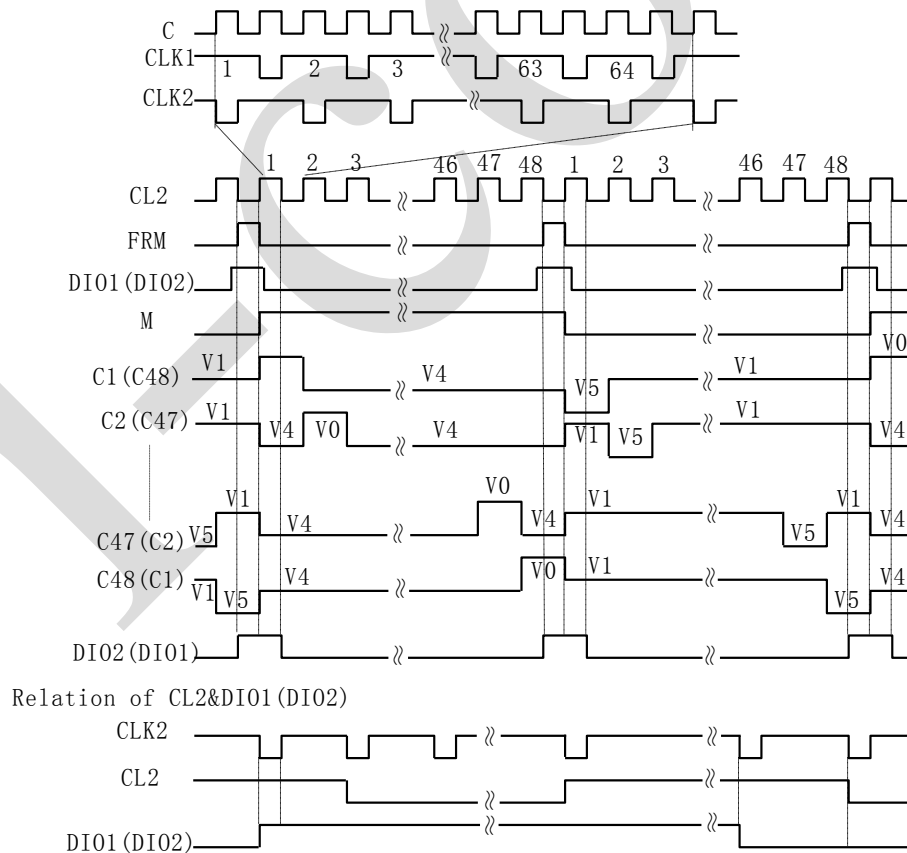 C
CLK1
1 2 3 63 64
CLK2
1 2 3 46 47 48 1 2 3 46 47 48
CL2
FRM
DIO1(DIO2)
M
V0
C1(C48) V1 V4 V5 V1
C2(C47) V1 V4 V0 V4 V1 V5 V1 V4
V0
C47(C2) V5 V1 V4 V4 V1 V5 V1 V4
C48(C1) V1 V5 V4 V0 V1 V5 V4
DIO2(DIO1)
Relation of CL2&DIO1(DIO2)
CLK2
CL2
DIO1(DIO2)